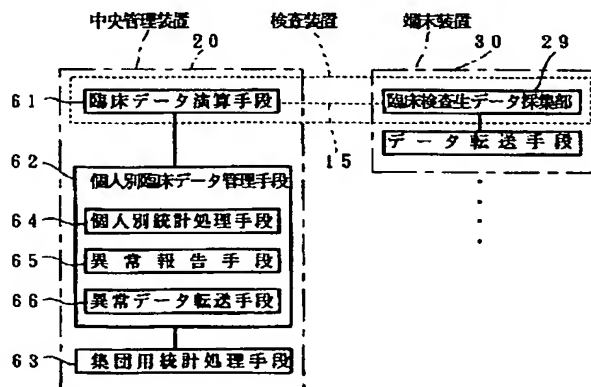 中央管理装置 検査装置 端末装置
20 30 29
61 臨床データ演算手段 臨床検査生データ採集部
データ転送手段
62 15
個人別臨床データ管理手段
64 個人別統計処理手段
65 異常報告手段
66 異常データ転送手段
63 集団用統計処理手段